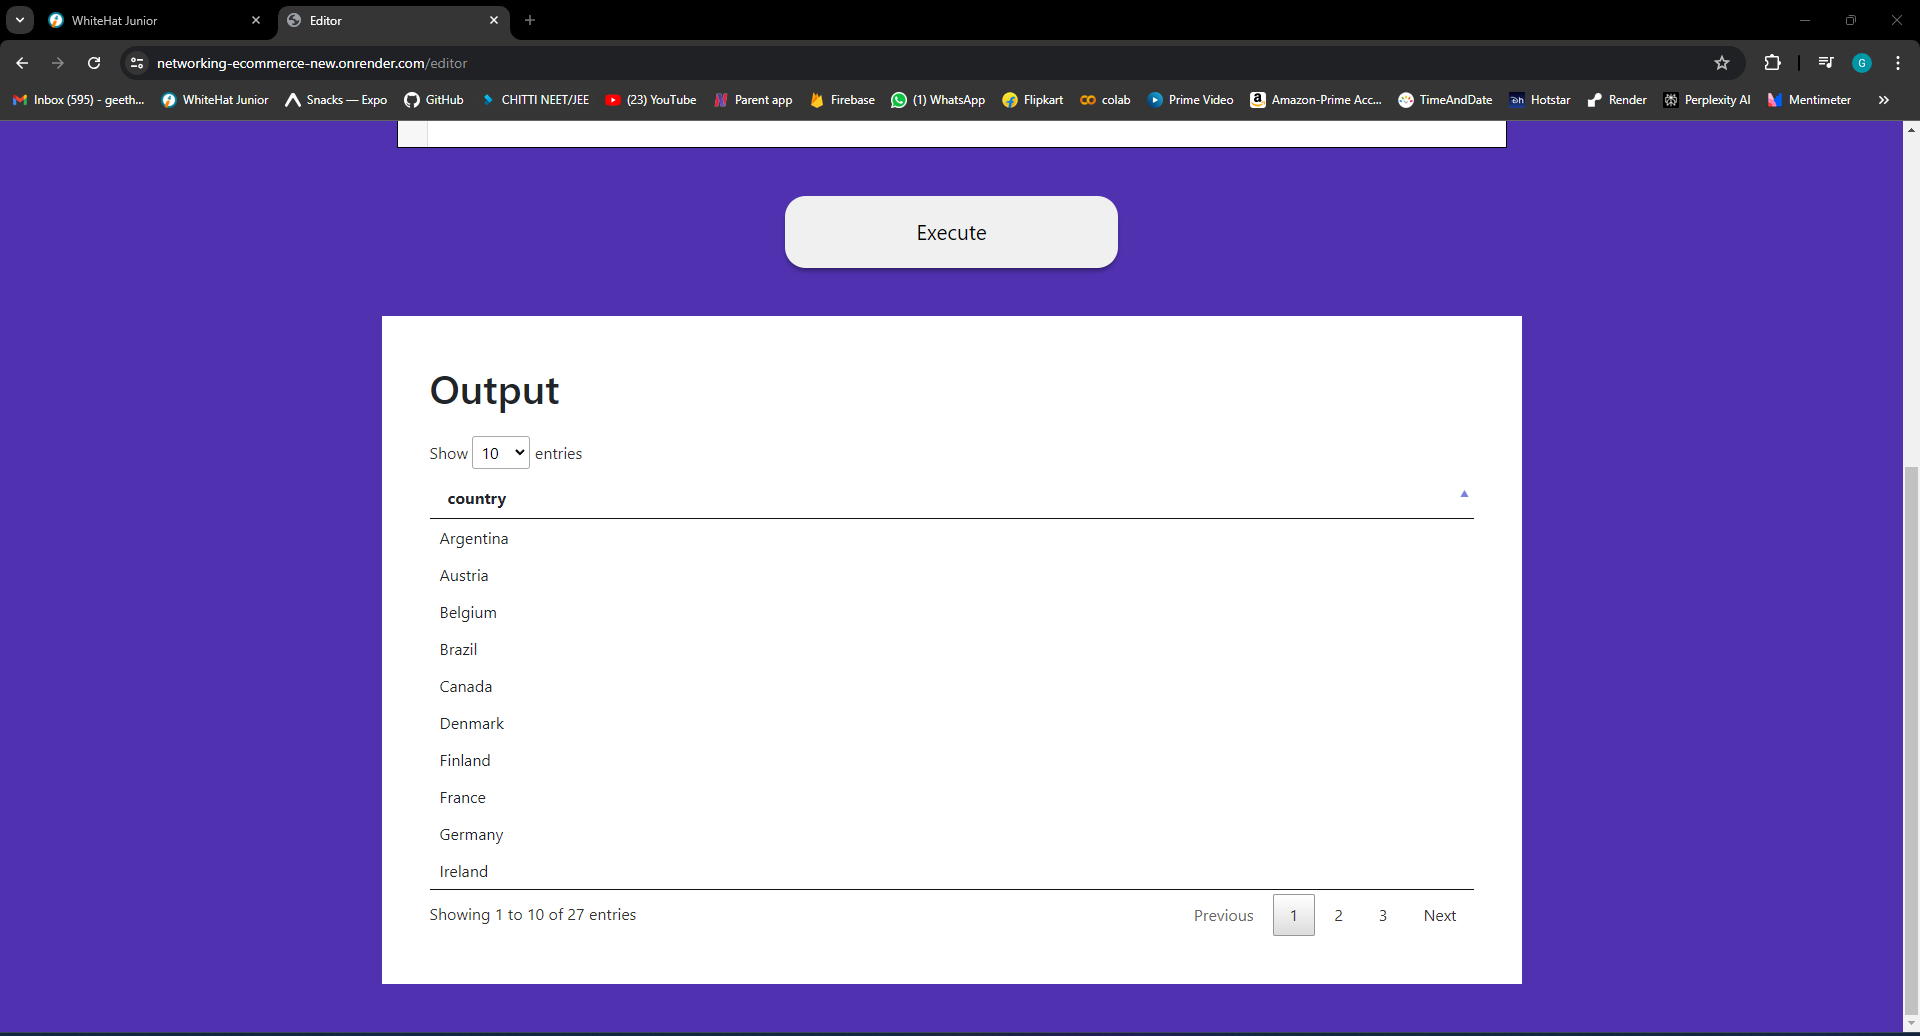 WhiteHat Junior
Editor
networking-ecommerce-new.onrender.com/editor
G
Inbox (595) - geeth... WhiteHat Junior Snacks — Expo GitHub CHITTI NEET/JEE (23) YouTube Parent app Firebase (1) WhatsApp Flipkart colab Prime Video Amazon-Prime Acc... TimeAndDate Hotstar Render Perplexity AI Mentimeter
Execute
Output
Show 10 entries
country
Argentina
Austria
Belgium
Brazil
Canada
Denmark
Finland
France
Germany
Ireland
Showing 1 to 10 of 27 entries Previous 1 2 3 Next